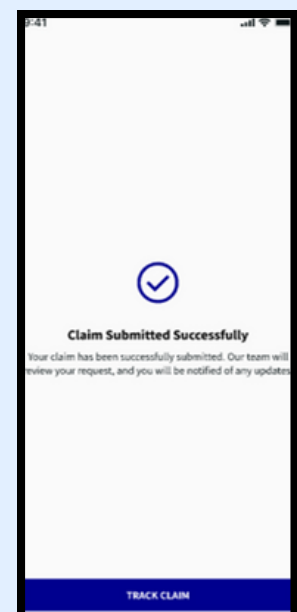 9:41
Claim Submitted Successfully
Your claim has been successfully submitted. Our team will
review your request, and you will be notified of any updates
TRACK CLAIM